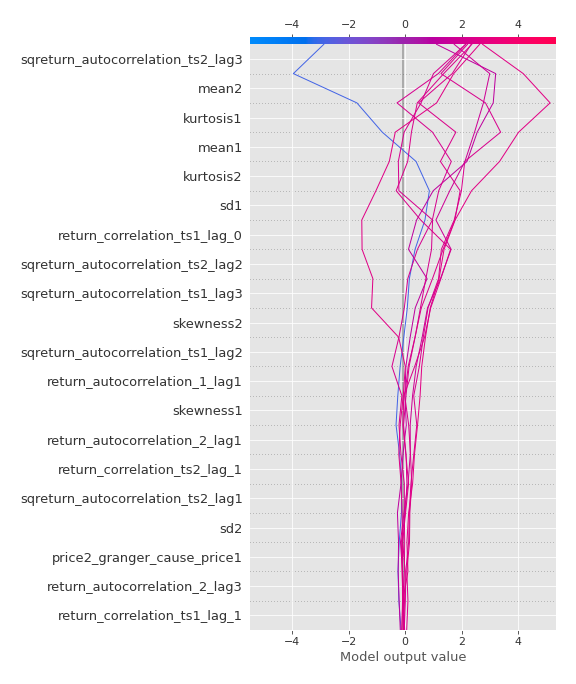 −4 −2 0 2 4
sqreturn_autocorrelation_ts2_lag3
mean2
kurtosis1
mean1
kurtosis2
sd1
return_correlation_ts1_lag_0
sqreturn_autocorrelation_ts2_lag2
sqreturn_autocorrelation_ts1_lag3
skewness2
sqreturn_autocorrelation_ts1_lag2
return_autocorrelation_1_lag1
skewness1
return_autocorrelation_2_lag1
return_correlation_ts2_lag_1
sqreturn_autocorrelation_ts2_lag1
sd2
price2_granger_cause_price1
return_autocorrelation_2_lag3
return_correlation_ts1_lag_1
−4 −2 0 2 4
Model output value